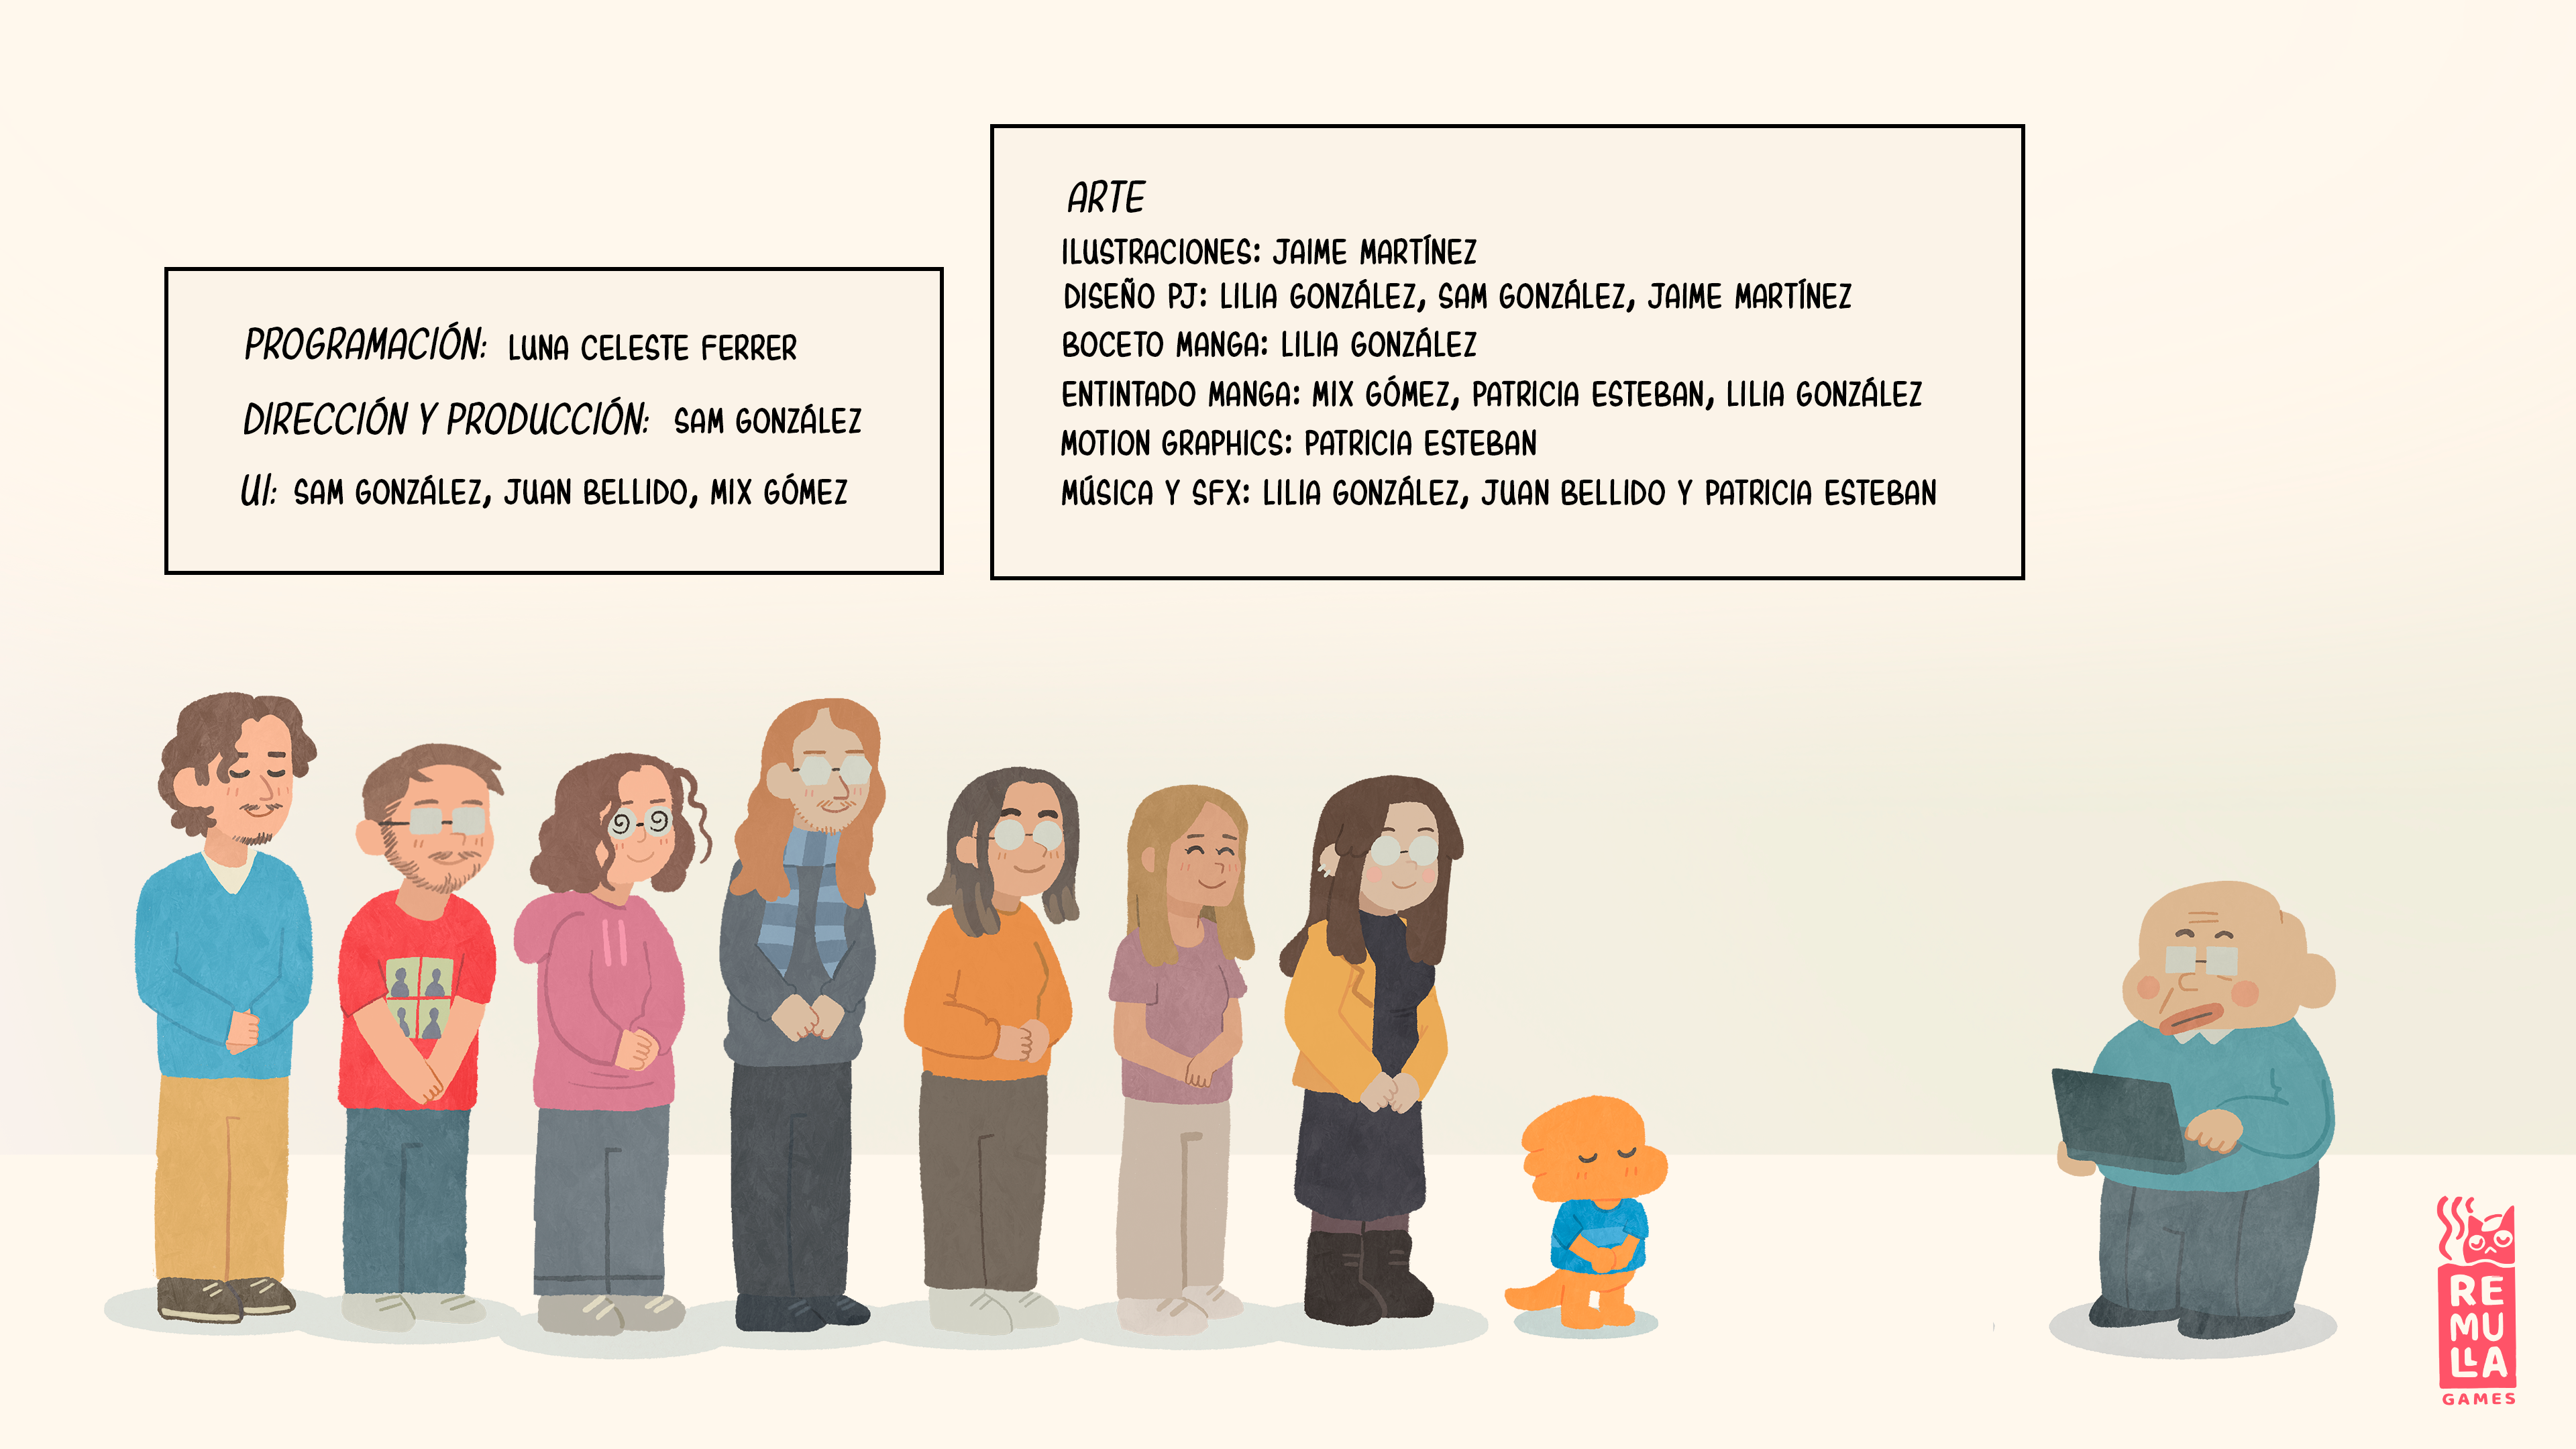 PROGRAMACIÓN: LUNA CELESTE FERRER
DIRECCIÓN Y PRODUCCIÓN: SAM GONZÁLEZ
UI: SAM GONZÁLEZ, JUAN BELLIDO, MIX GÓMEZ
ARTE
ILUSTRACIONES: JAIME MARTÍNEZ
DISEÑO PJ: LILIA GONZÁLEZ, SAM GONZÁLEZ, JAIME MARTÍNEZ
BOCETO MANGA: LILIA GONZÁLEZ
ENTINTADO MANGA: MIX GÓMEZ, PATRICIA ESTEBAN, LILIA GONZÁLEZ
MOTION GRAPHICS: PATRICIA ESTEBAN
MÚSICA Y SFX: LILIA GONZÁLEZ, JUAN BELLIDO Y PATRICIA ESTEBAN
RE
MU
LLA
GAMES